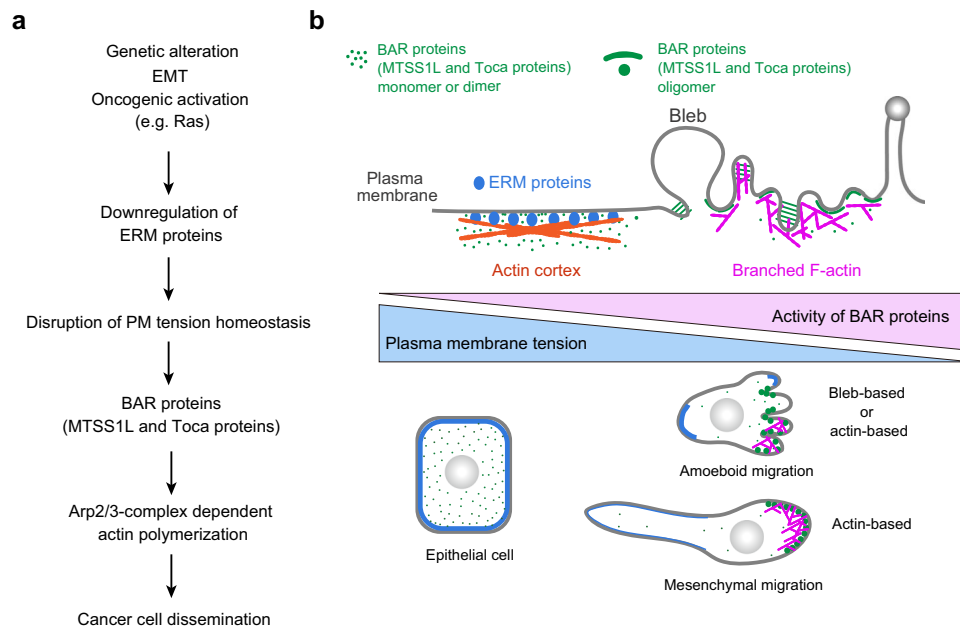 a
Genetic alteration
EMT
Oncogenic activation
(e.g. Ras)
Downregulation of
ERM proteins
Disruption of PM tension homeostasis
BAR proteins
(MTSS1L and Toca proteins)
Arp2/3-complex dependent
actin polymerization
Cancer cell dissemination
b
BAR proteins
(MTSS1L and Toca proteins)
monomer or dimer
BAR proteins
(MTSS1L and Toca proteins)
oligomer
Bleb
Plasma
membrane
ERM proteins
Actin cortex
Branched F-actin
Activity of BAR proteins
Plasma membrane tension
Epithelial cell
Bleb-based
or
actin-based
Amoeboid migration
Actin-based
Mesenchymal migration